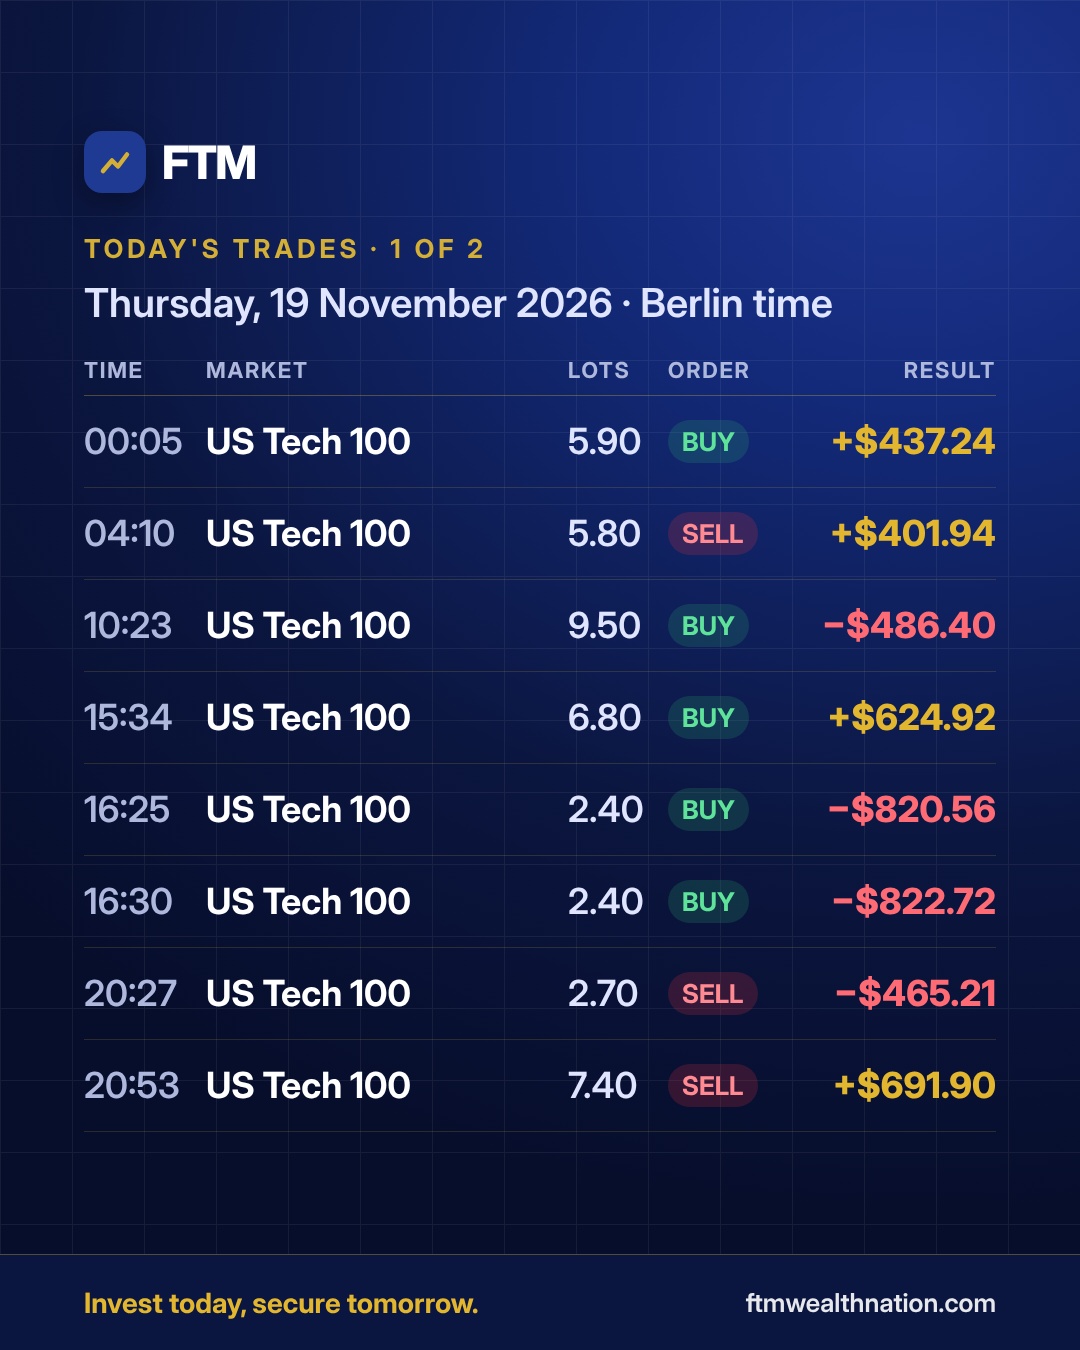 FTM
TODAY'S TRADES · 1 OF 2
Thursday, 19 November 2026 · Berlin time
TIME MARKET LOTS ORDER RESULT
00:05 US Tech 100 5.90 BUY +$437.24
04:10 US Tech 100 5.80 SELL +$401.94
10:23 US Tech 100 9.50 BUY −$486.40
15:34 US Tech 100 6.80 BUY +$624.92
16:25 US Tech 100 2.40 BUY −$820.56
16:30 US Tech 100 2.40 BUY −$822.72
20:27 US Tech 100 2.70 SELL −$465.21
20:53 US Tech 100 7.40 SELL +$691.90
Invest today, secure tomorrow. ftmwealthnation.com